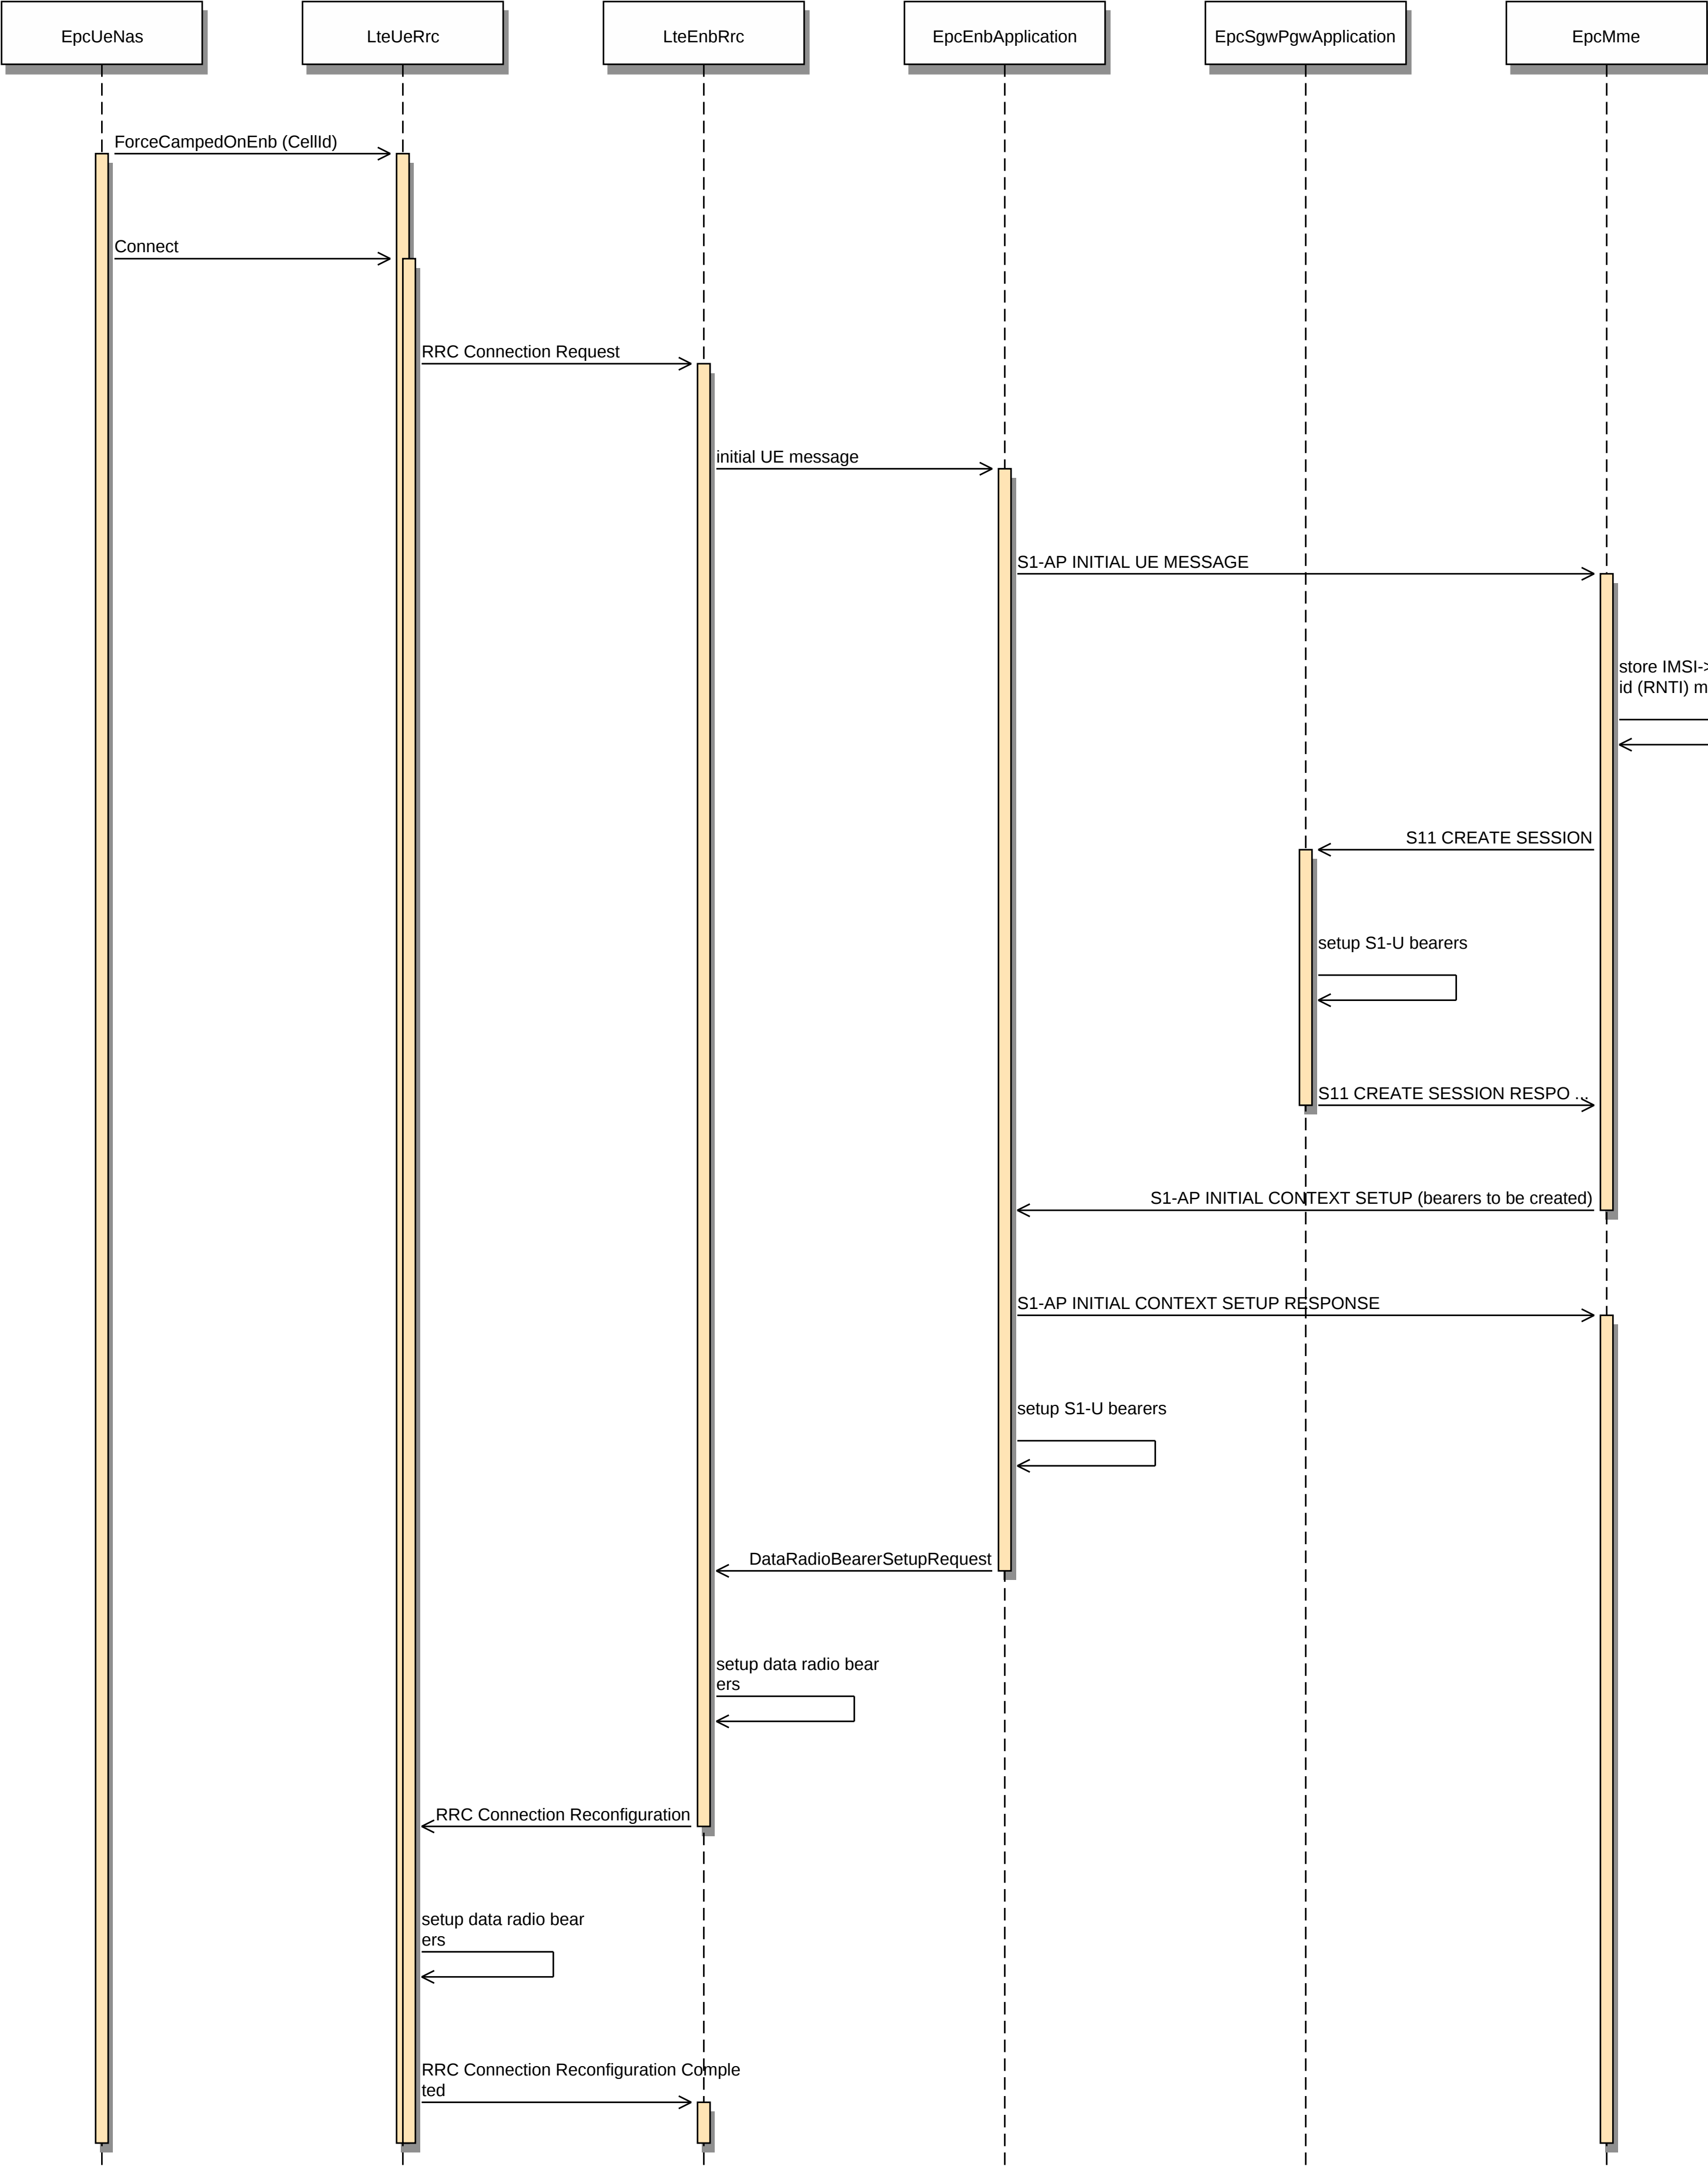 EpcUeNas
LteUeRrc
LteEnbRrc
EpcEnbApplication
EpcSgwPgwApplication
EpcMme
ForceCampedOnEnb (CellId)
Connect
RRC Connection Request
initial UE message
S1-AP INITIAL UE MESSAGE
store IMSI->
id (RNTI) m
S11 CREATE SESSION
setup S1-U bearers
S11 CREATE SESSION RESPO ...
S1-AP INITIAL CONTEXT SETUP (bearers to be created)
S1-AP INITIAL CONTEXT SETUP RESPONSE
setup S1-U bearers
DataRadioBearerSetupRequest
setup data radio bear
ers
RRC Connection Reconfiguration
setup data radio bear
ers
RRC Connection Reconfiguration Comple
ted